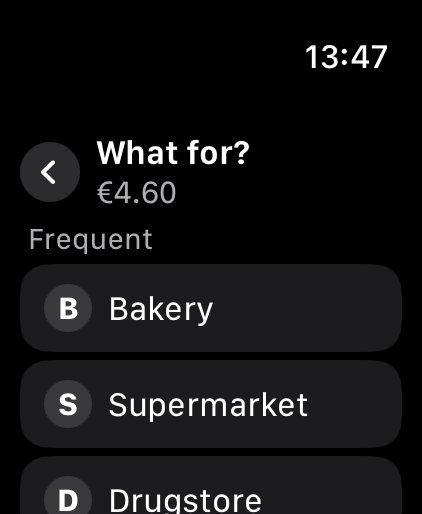 13:47
What for?
€4.60
Frequent
B Bakery
S Supermarket
D Drugstore